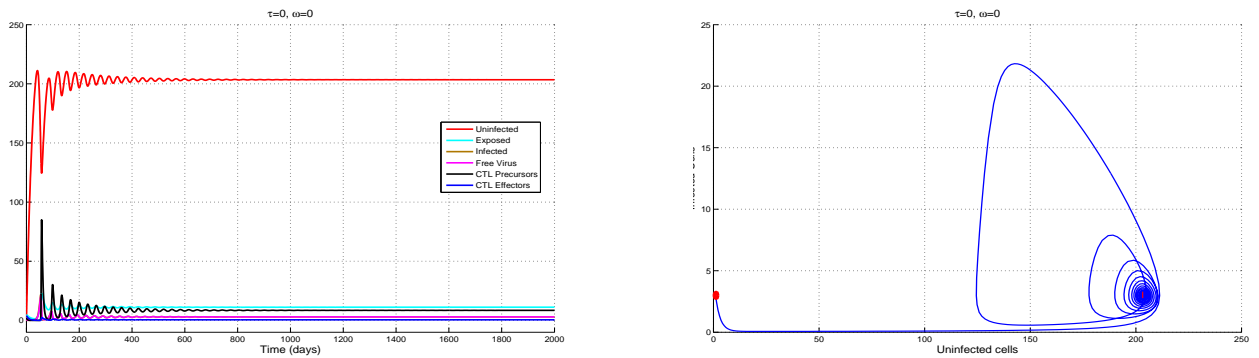 τ=0, ω=0
250
200
150
100
50
0
0 200 400 600 800 1000 1200 1400 1600 1800 2000
Time (days)
Uninfected
Exposed
Infected
Free Virus
CTL Precursors
CTL Effectors
τ=0, ω=0
25
20
15
10
5
0
0 50 100 150 200 250
Uninfected cells